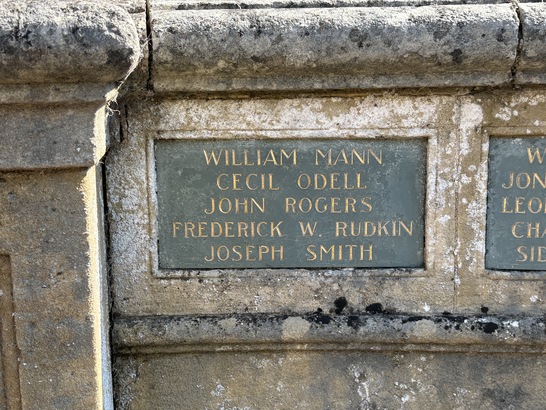 WILLIAM MANN
CECIL ODELL
JOHN ROGERS
FREDERICK W. RUDKIN
JOSEPH SMITH